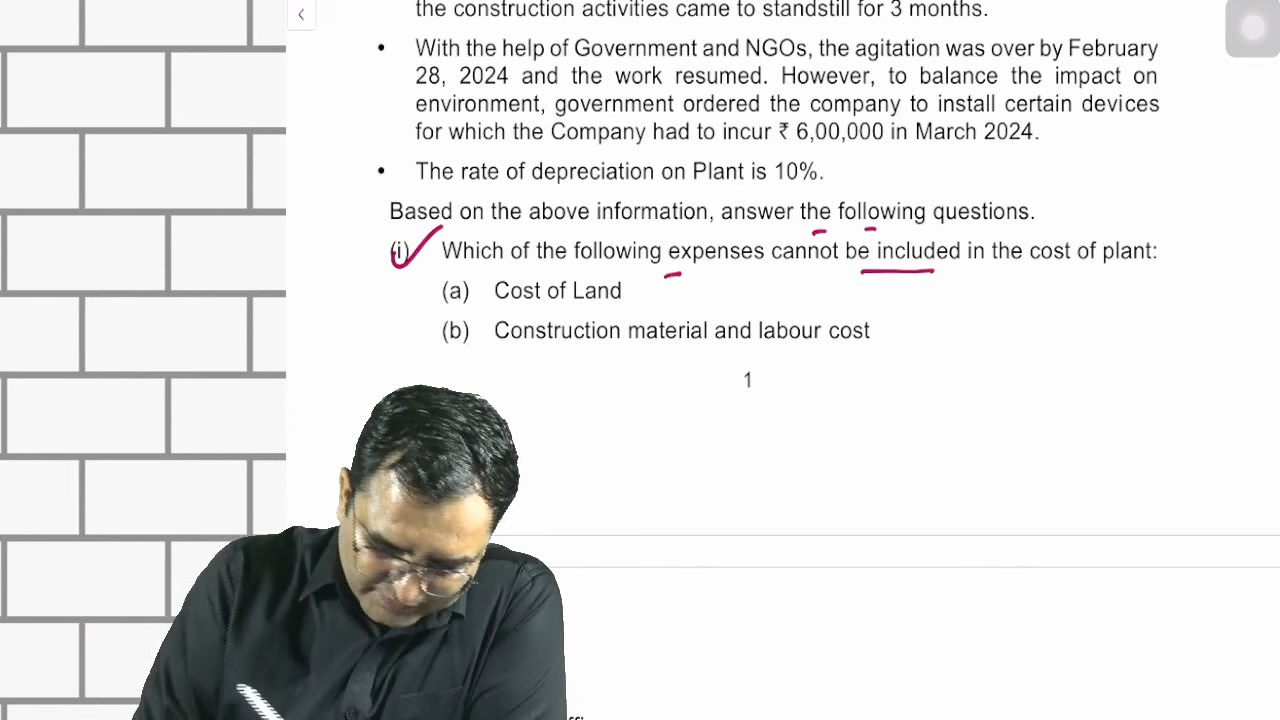 the construction activities came to standstill for 3 months.
• With the help of Government and NGOs, the agitation was over by February
28, 2024 and the work resumed. However, to balance the impact on
environment, government ordered the company to install certain devices
for which the Company had to incur ₹ 6,00,000 in March 2024.
• The rate of depreciation on Plant is 10%.
Based on the above information, answer the following questions.
(i) Which of the following expenses cannot be included in the cost of plant:
(a) Cost of Land
(b) Construction material and labour cost
1